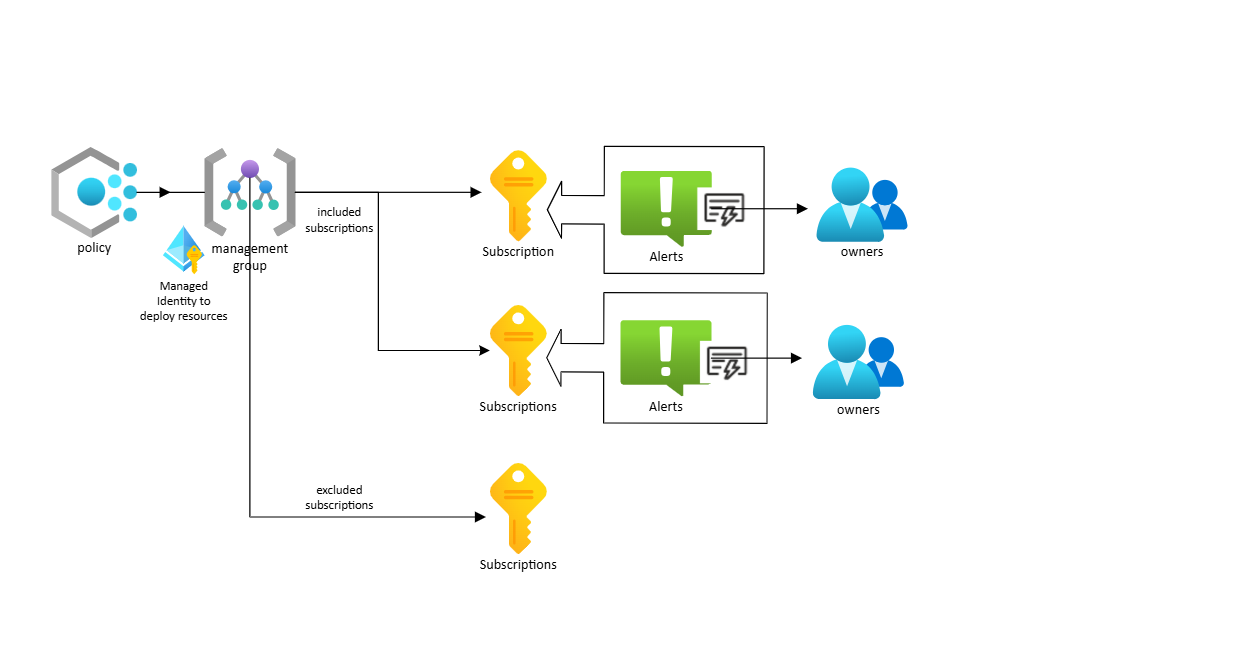 policy
management
group
Managed
Identity to
deploy resources
included
subscriptions
Subscription
Alerts
owners
Subscriptions
Alerts
owners
excluded
subscriptions
Subscriptions